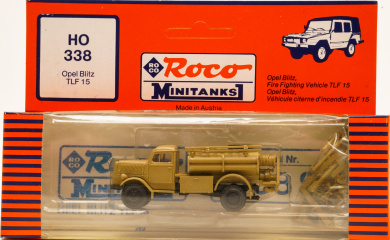 HO
338
Opel Blitz
TLF 15
ROCO
Roco
MINITANKS
Made in Austria
Opel Blitz,
Fire Fighting Vehicle TLF 15
Opel Blitz,
Véhicule citerne d'incendie TLF 15
Roco
MINITANKS
Nr.